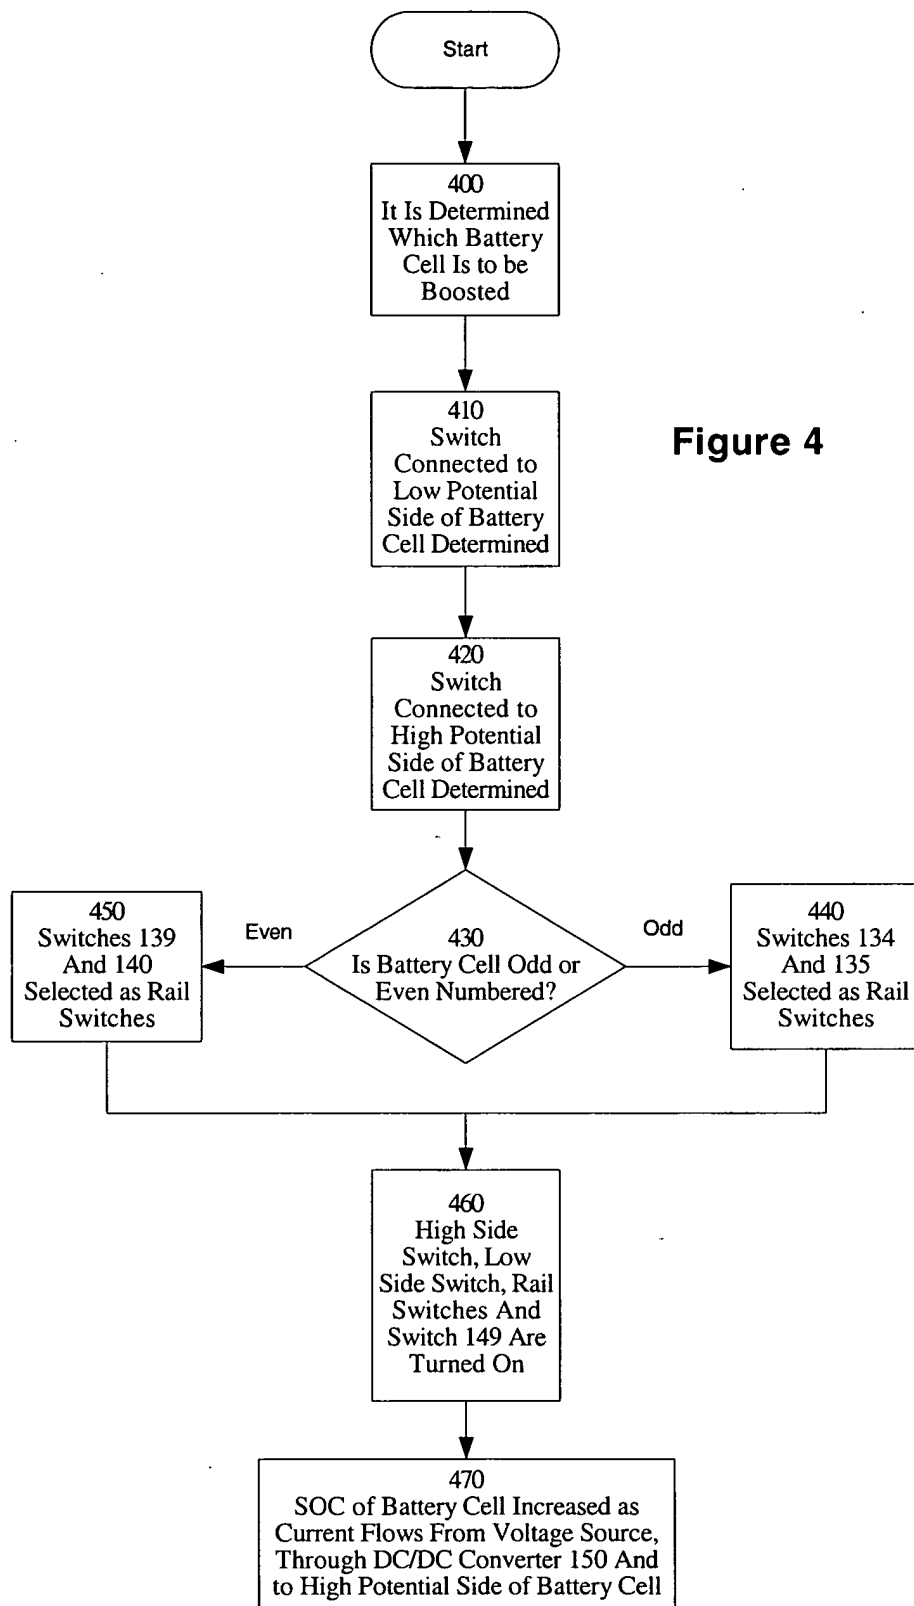 Start
400
It Is Determined
Which Battery
Cell Is to be
Boosted
410
Switch
Connected to
Low Potential
Side of Battery
Cell Determined
Figure 4
420
Switch
Connected to
High Potential
Side of Battery
Cell Determined
430
Is Battery Cell Odd or
Even Numbered?
Even
Odd
450
Switches 139
And 140
Selected as Rail
Switches
440
Switches 134
And 135
Selected as Rail
Switches
460
High Side
Switch, Low
Side Switch, Rail
Switches And
Switch 149 Are
Turned On
470
SOC of Battery Cell Increased as
Current Flows From Voltage Source,
Through DC/DC Converter 150 And
to High Potential Side of Battery Cell